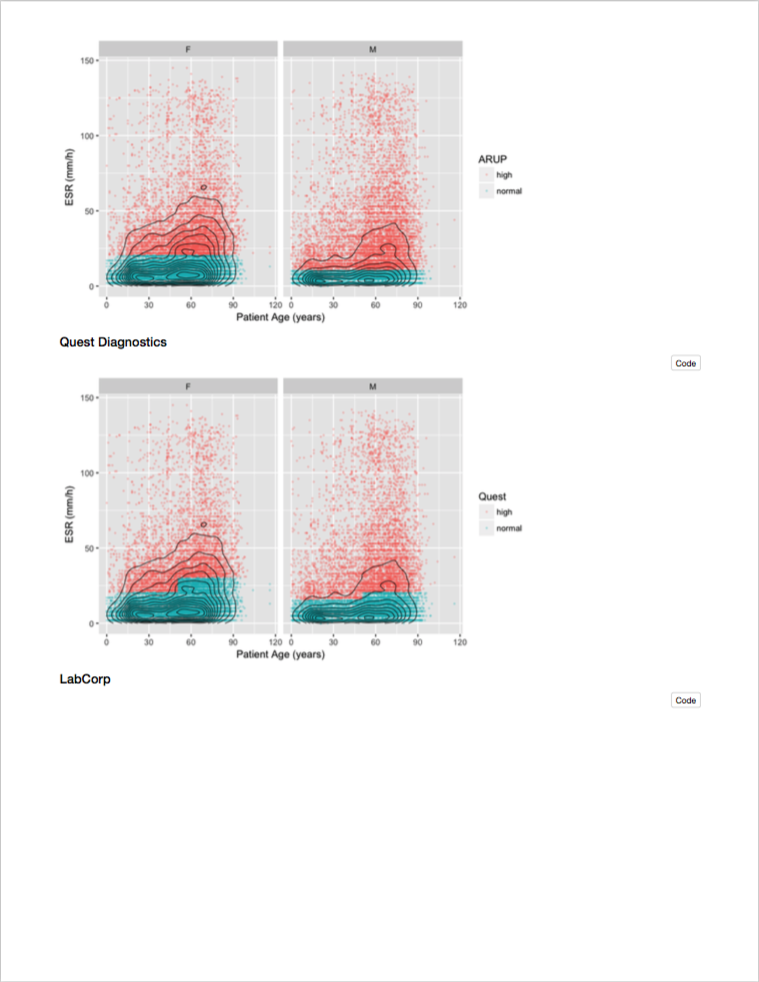 F M
150
100
50
0
ESR (mm/h)
0 30 60 90 120 0 30 60 90 120
Patient Age (years)
ARUP
high
normal
Quest Diagnostics
Code
F M
150
100
50
0
ESR (mm/h)
0 30 60 90 120 0 30 60 90 120
Patient Age (years)
Quest
high
normal
LabCorp
Code